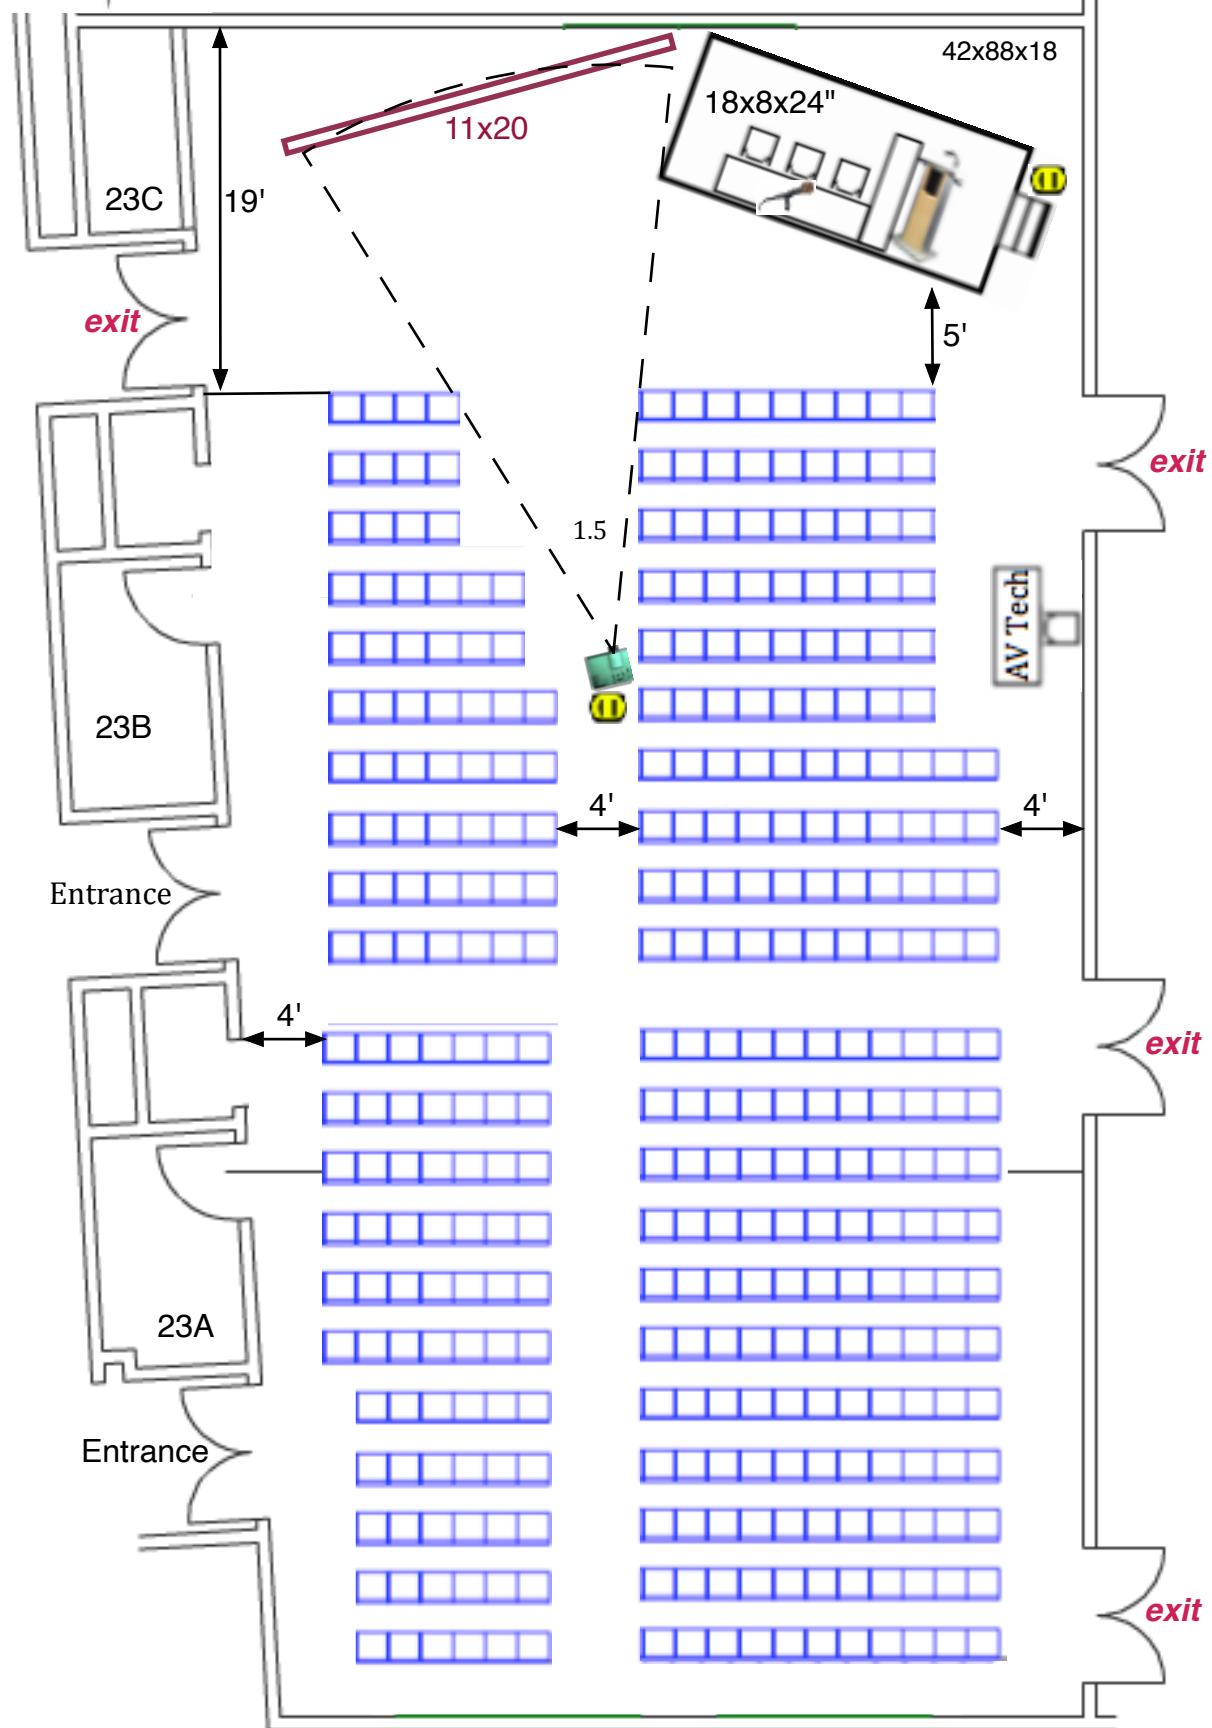 42x88x18
18x8x24"
11x20
23C
19'
exit
5'
exit
1.5
AV Tech
23B
4'
4'
Entrance
4'
exit
23A
Entrance
exit